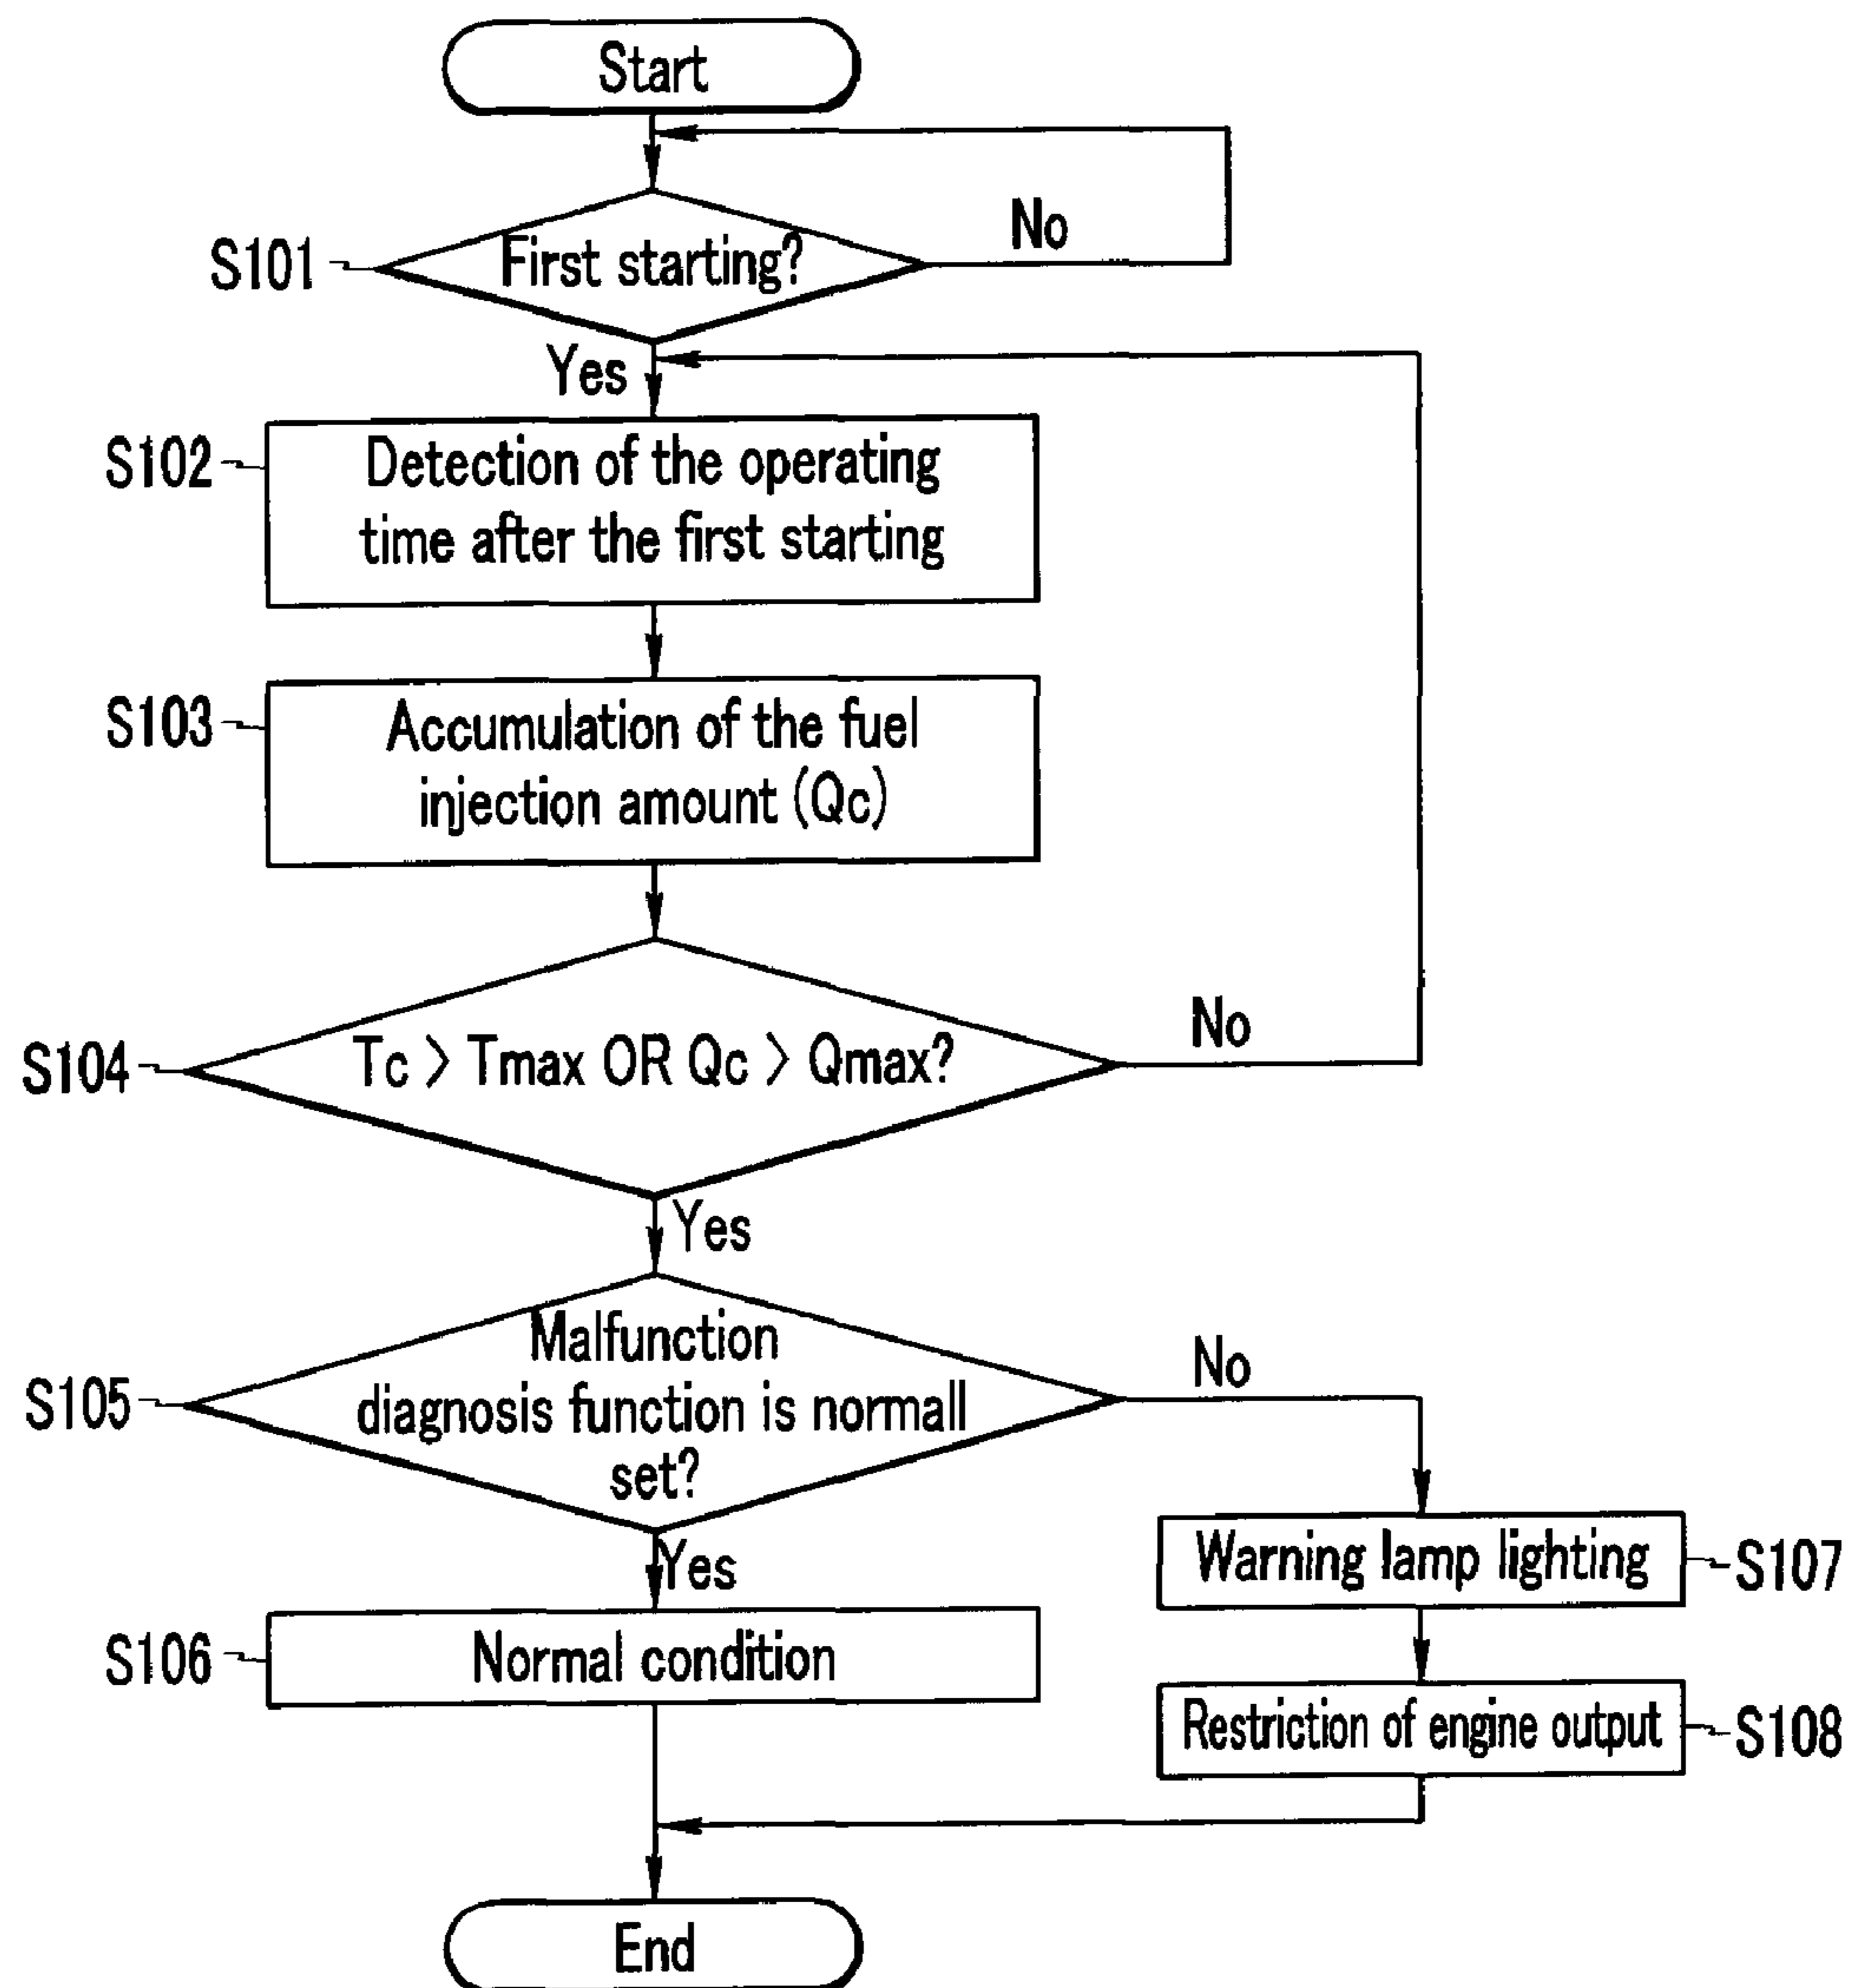 Start
S101
First starting?
No
Yes
S102
Detection of the operating
time after the first starting
S103
Accumulation of the fuel
injection amount (Qc)
S104
Tc > Tmax OR Qc > Qmax?
No
Yes
S105
Malfunction
diagnosis function is normall
set?
No
Yes
Warning lamp lighting
S107
S106
Normal condition
Restriction of engine output
S108
End